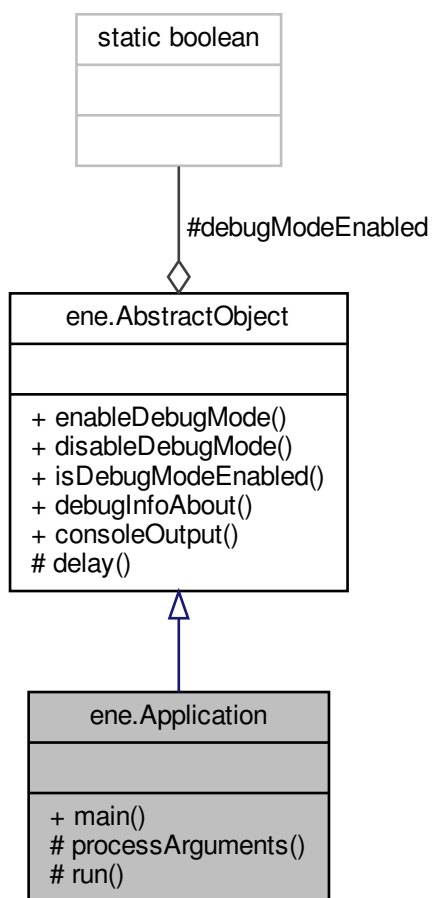 static boolean
#debugModeEnabled
ene.AbstractObject
+ enableDebugMode()
+ disableDebugMode()
+ isDebugModeEnabled()
+ debugInfoAbout()
+ consoleOutput()
# delay()
ene.Application
+ main()
# processArguments()
# run()